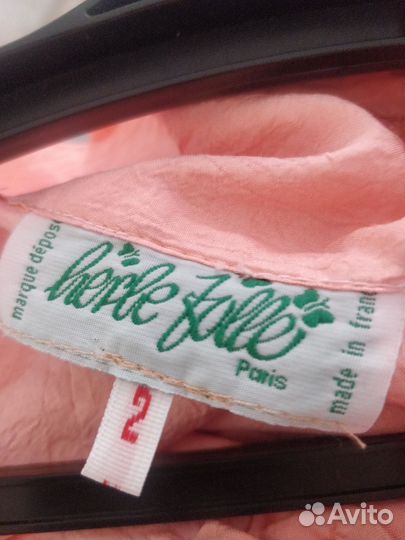 marque dépos
herbe folle
Paris
made in fran
2
Avito